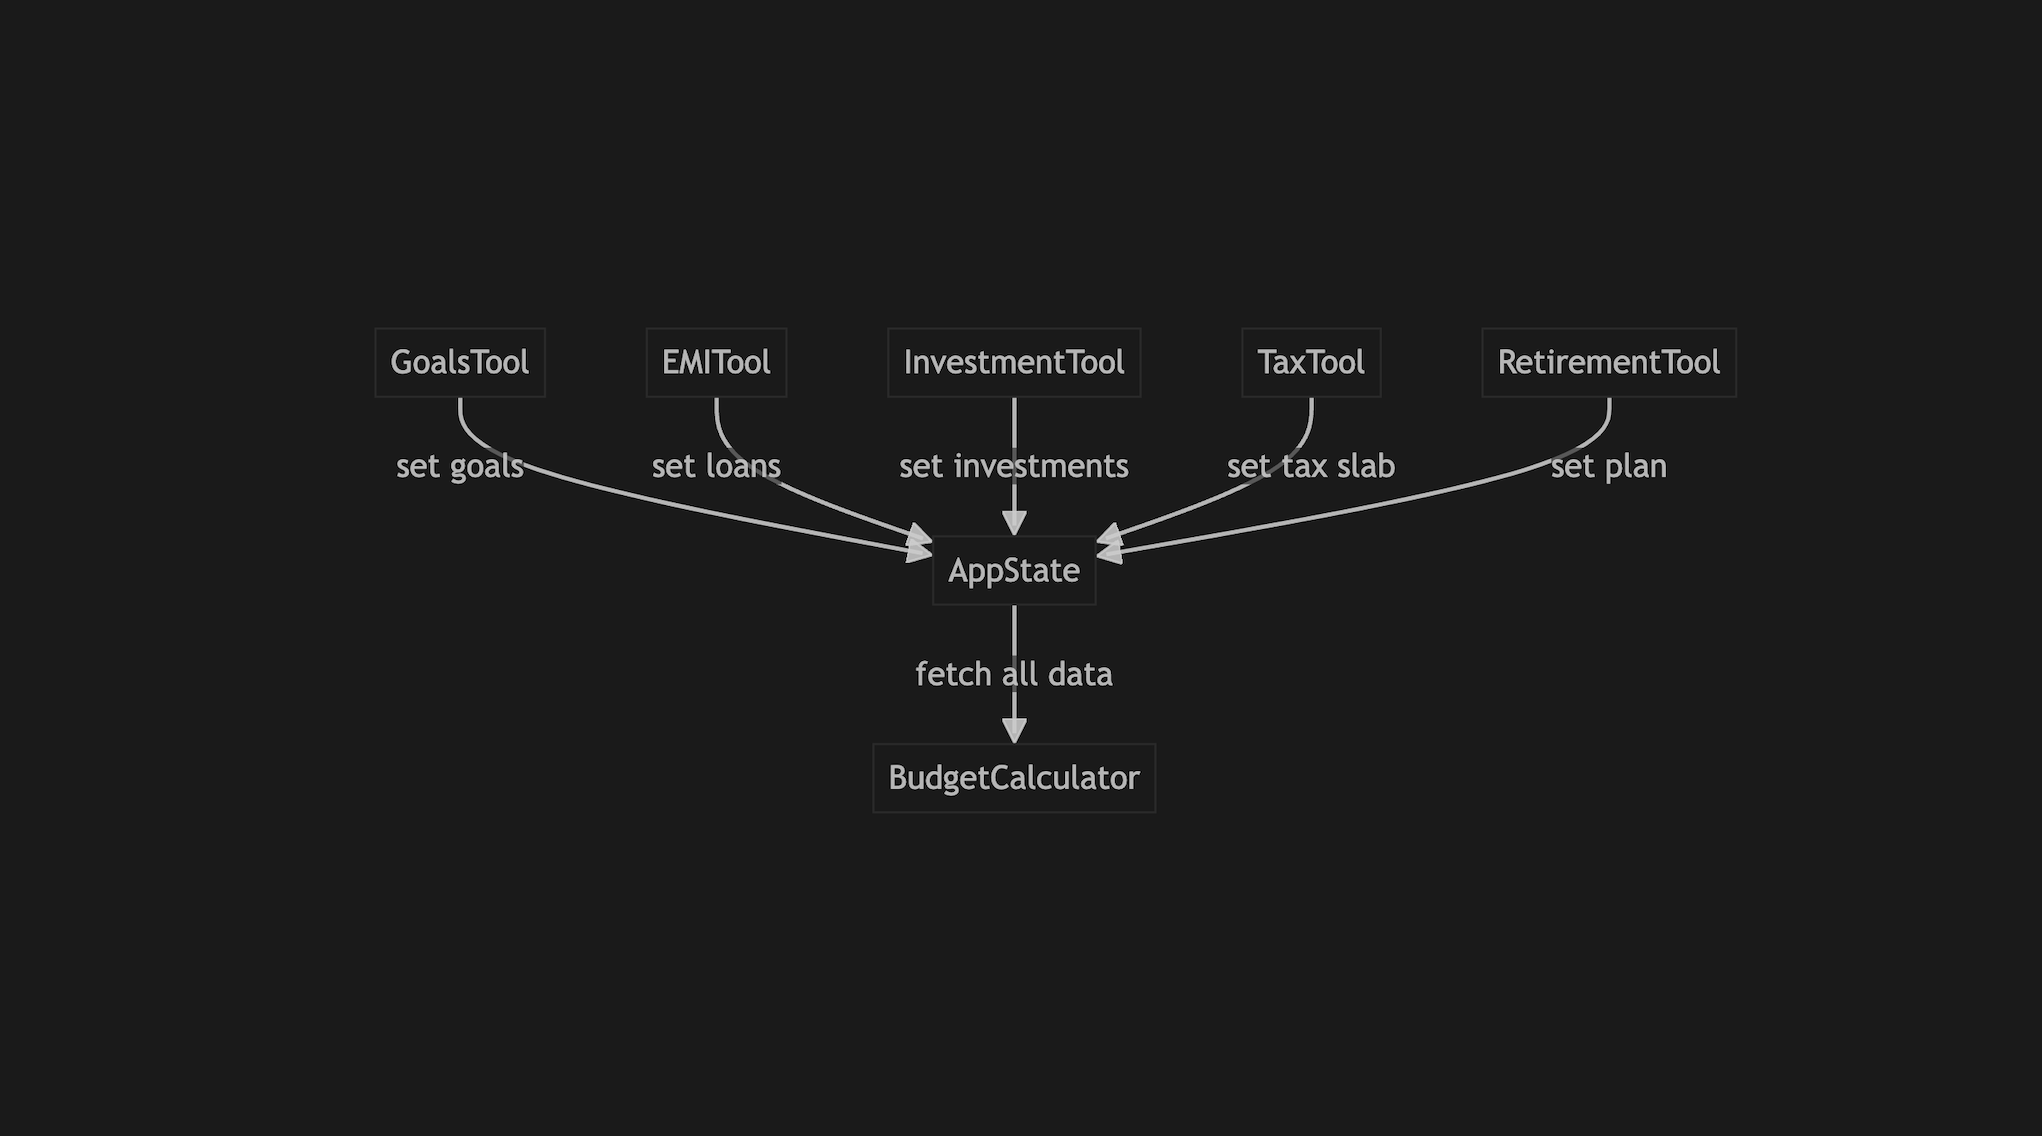 GoalsTool
EMITool
InvestmentTool
TaxTool
RetirementTool
set goals
set loans
set investments
set tax slab
set plan
AppState
fetch all data
BudgetCalculator